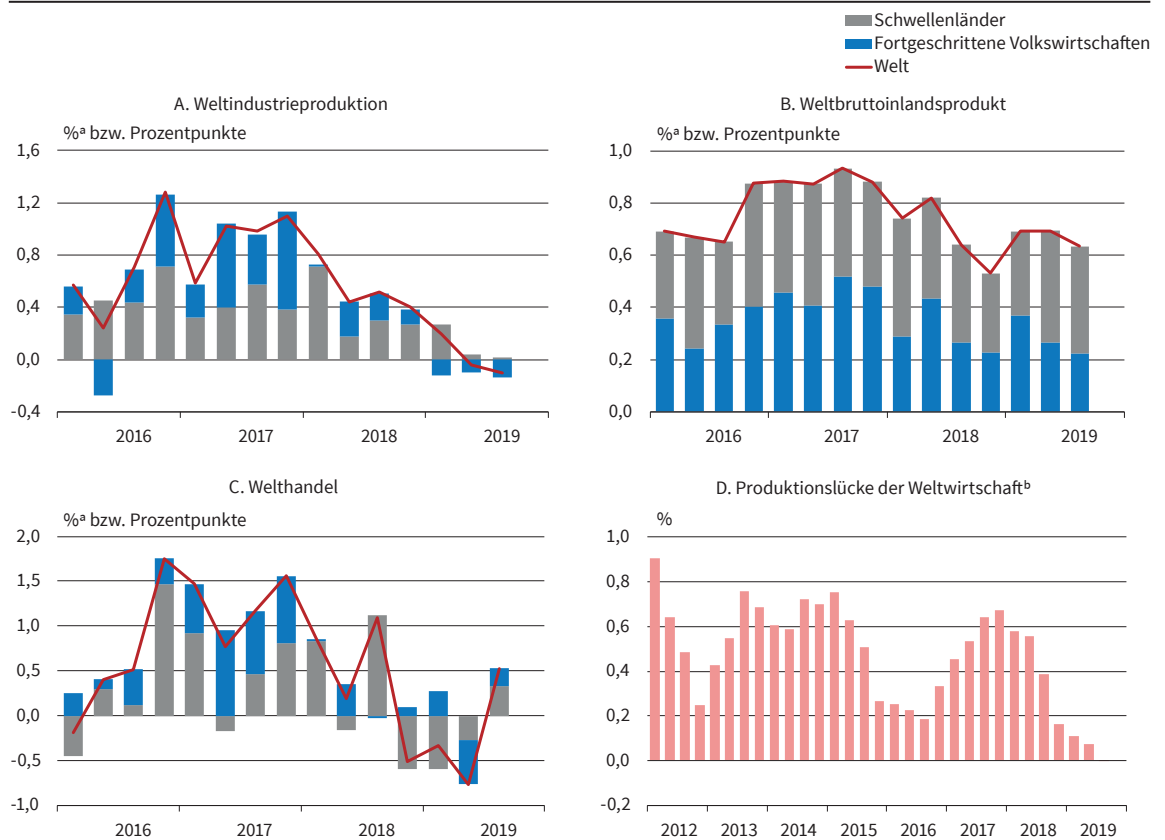 Schwellenländer
Fortgeschrittene Volkswirtschaften
Welt
A. Weltindustrieproduktion
%ᵃ bzw. Prozentpunkte
1,6
1,2
0,8
0,4
0,0
-0,4
2016 2017 2018 2019
B. Weltbruttoinlandsprodukt
%ᵃ bzw. Prozentpunkte
1,0
0,8
0,6
0,4
0,2
0,0
2016 2017 2018 2019
C. Welthandel
%ᵃ bzw. Prozentpunkte
2,0
1,5
1,0
0,5
0,0
-0,5
-1,0
2016 2017 2018 2019
D. Produktionslücke der Weltwirtschaftᵇ
%
1,0
0,8
0,6
0,4
0,2
0,0
-0,2
2012 2013 2014 2015 2016 2017 2018 2019